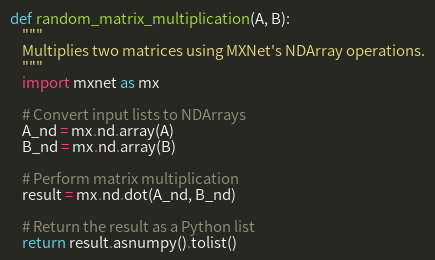 def random_matrix_multiplication(A, B):
    """
    Multiplies two matrices using MXNet's NDArray operations.
    """
    import mxnet as mx

    # Convert input lists to NDArrays
    A_nd = mx.nd.array(A)
    B_nd = mx.nd.array(B)

    # Perform matrix multiplication
    result = mx.nd.dot(A_nd, B_nd)

    # Return the result as a Python list
    return result.asnumpy().tolist()